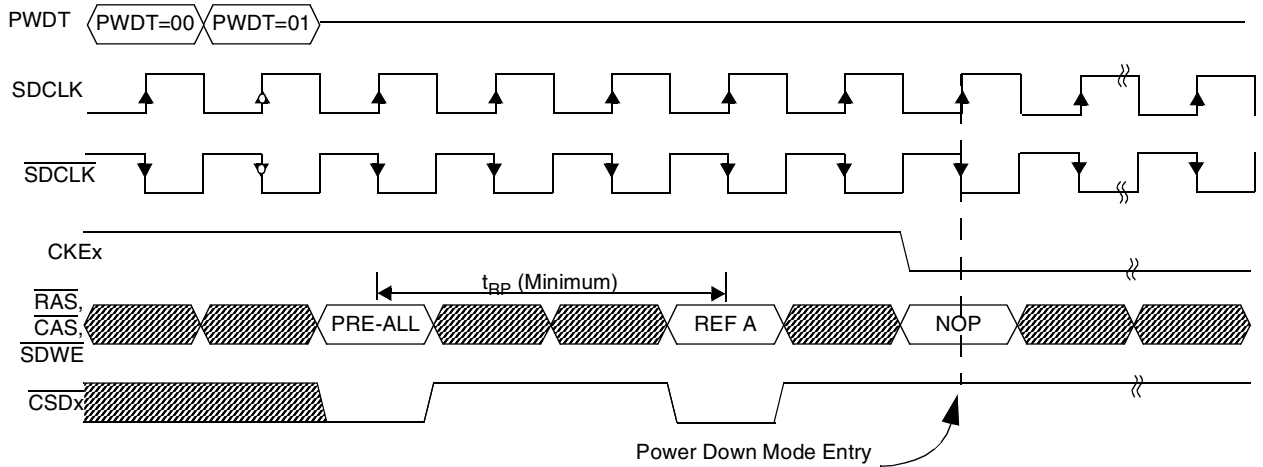 PWDT PWDT=00 PWDT=01
SDCLK
SDCLK
CKEx
tRP (Minimum)
RAS,
CAS,
SDWE
PRE-ALL REF A NOP
CSDx
Power Down Mode Entry